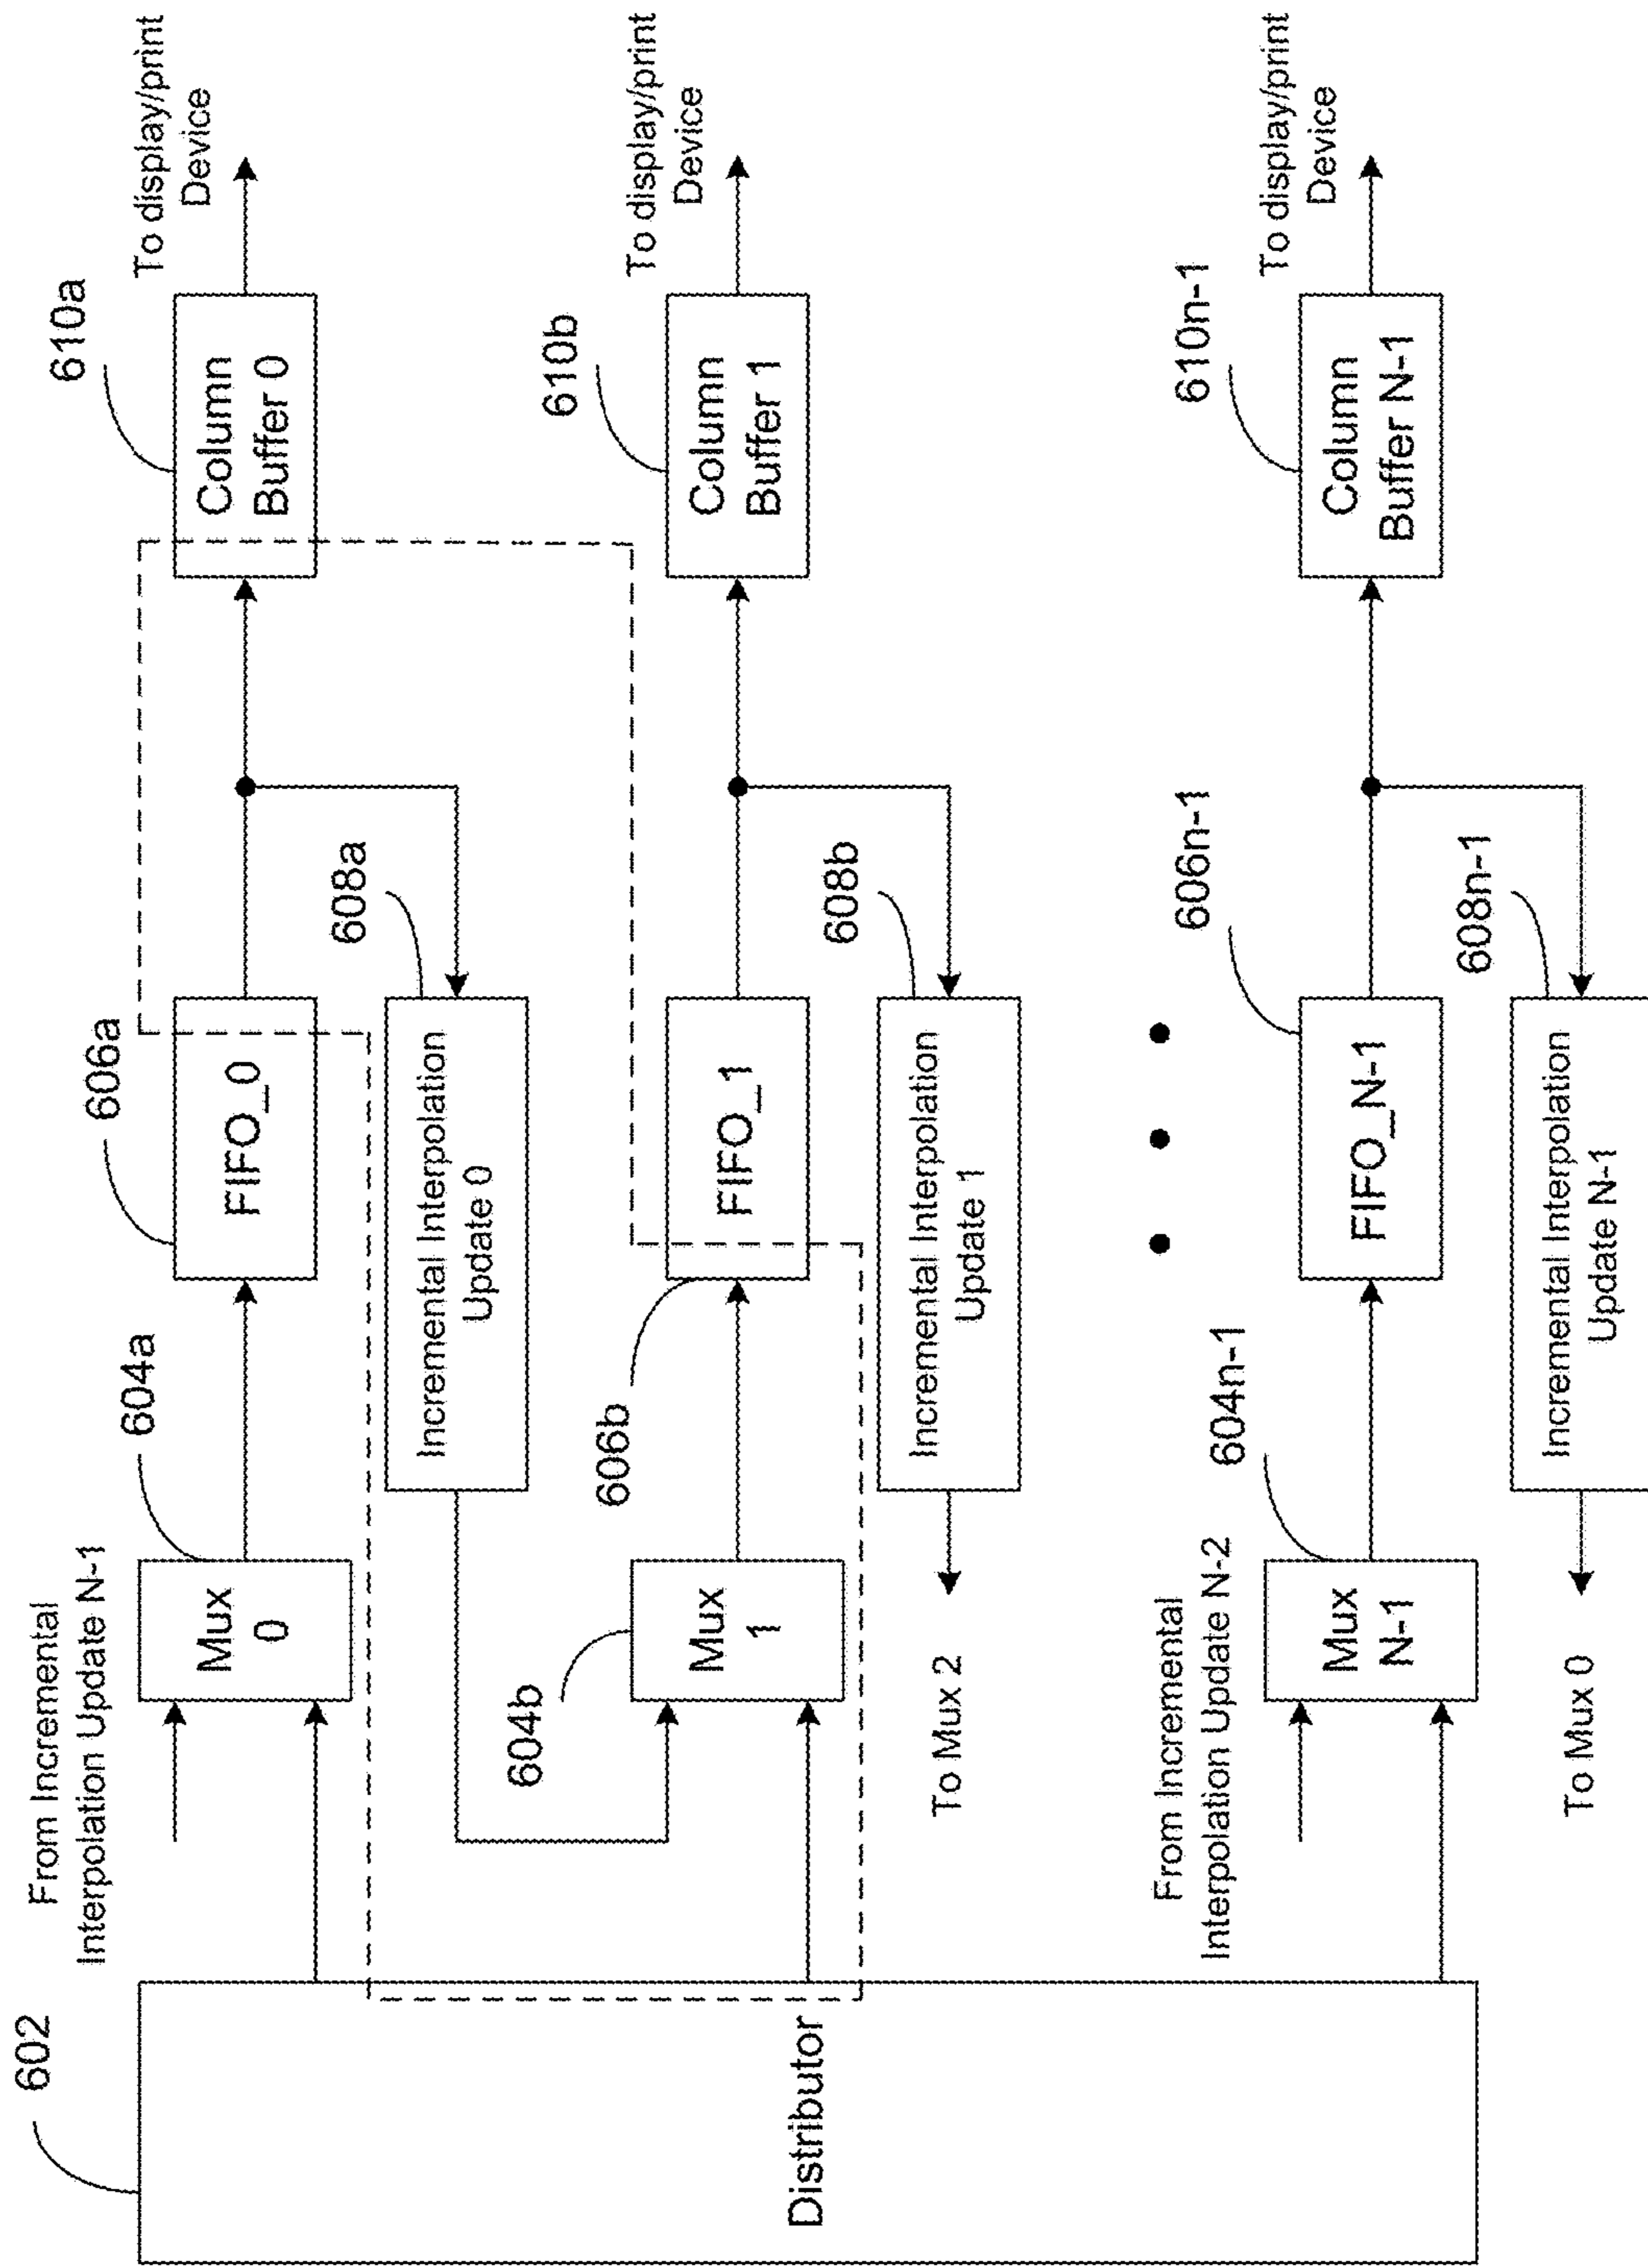 602
Distributor
From Incremental
Interpolation Update N-1
604a
Mux
0
606a
FIFO_0
610a
Column
Buffer 0
To display/print
Device
608a
Incremental Interpolation
Update 0
604b
Mux
1
606b
FIFO_1
610b
Column
Buffer 1
To display/print
Device
608b
Incremental Interpolation
Update 1
To Mux 2
From Incremental
Interpolation Update N-2
604n-1
Mux
N-1
606n-1
FIFO_N-1
610n-1
Column
Buffer N-1
To display/print
Device
608n-1
Incremental Interpolation
Update N-1
To Mux 0